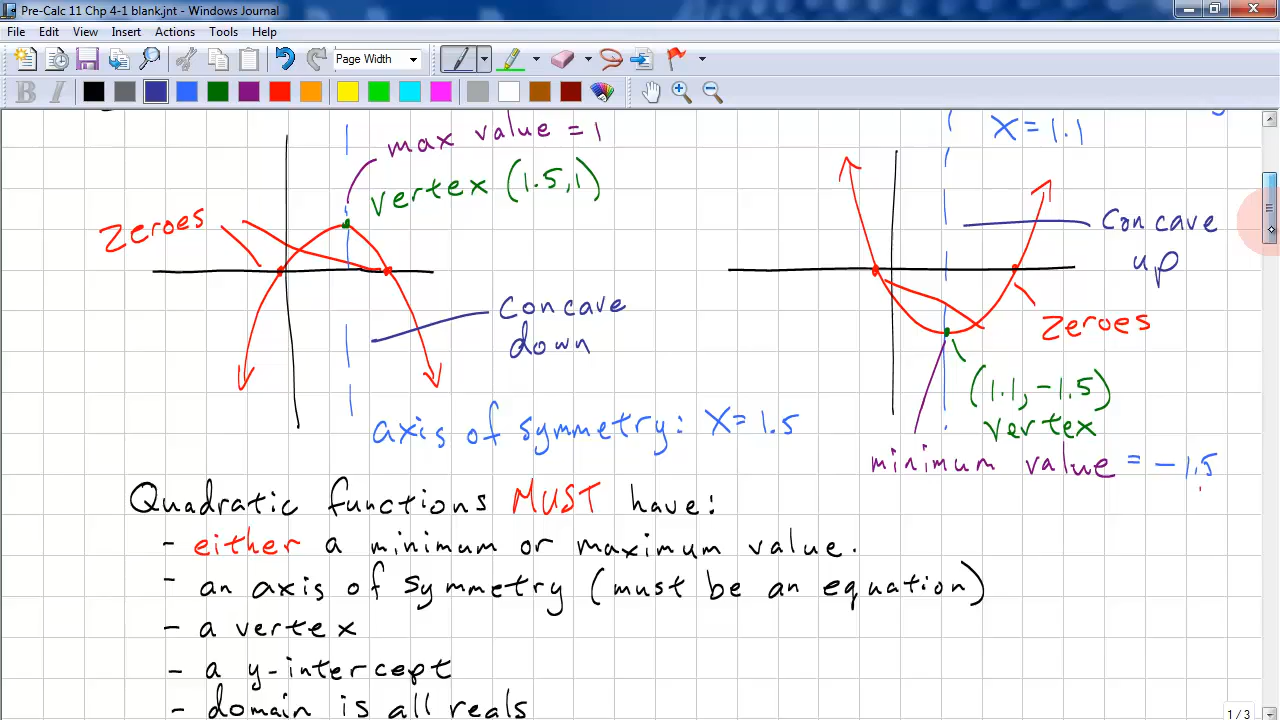 Pre-Calc 11 Chp 4-1 blank.jnt - Windows Journal
File Edit View Insert Actions Tools Help
Page Width
B I
max value = 1
vertex (1.5,1)
zeroes
concave
down
axis of symmetry: X = 1.5
X = 1.1
concave
up
zeroes
(1.1, -1.5)
vertex
minimum value = -1.5
Quadratic functions MUST have:
- either a minimum or maximum value.
- an axis of symmetry (must be an equation)
- a vertex
- a y-intercept
- domain is all reals
1/3